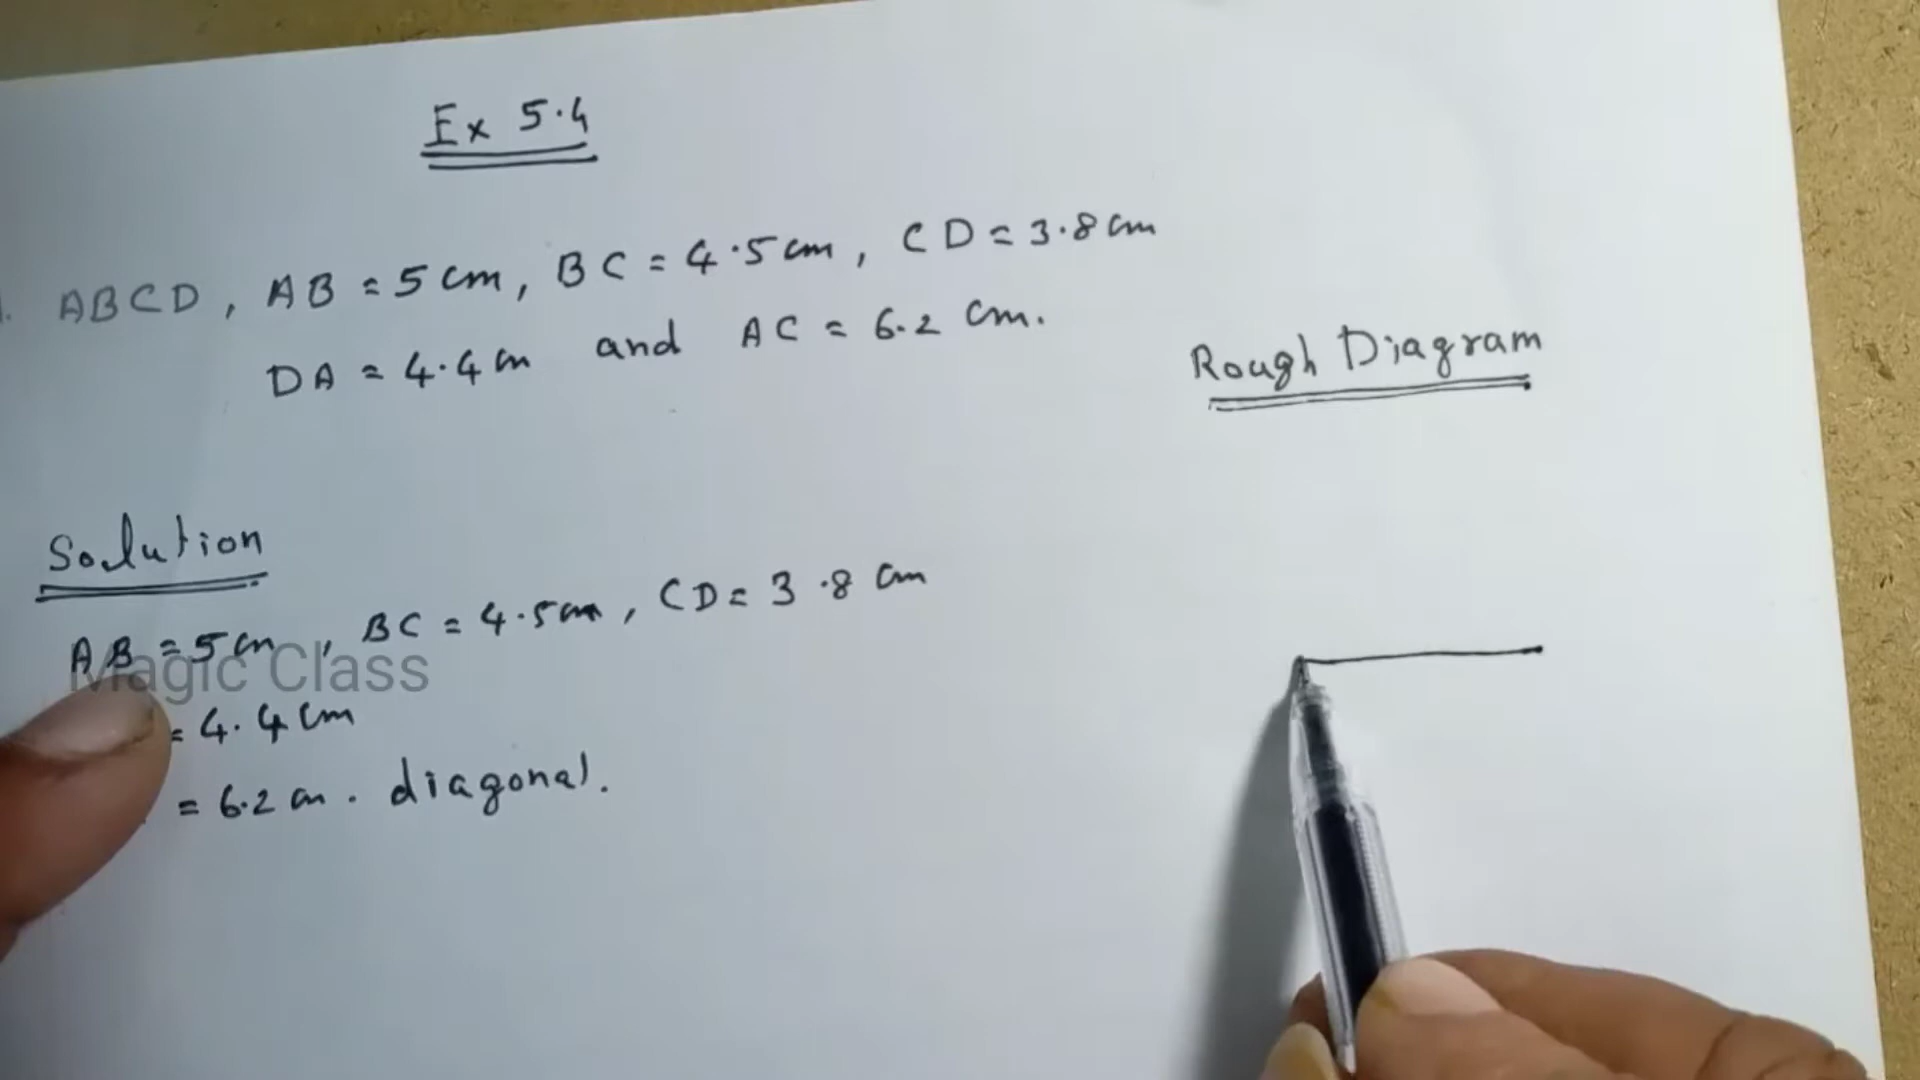 Ex 5.4
1. ABCD, AB = 5 cm, BC = 4.5 cm, CD = 3.8 cm
DA = 4.4 cm and AC = 6.2 cm.
Rough Diagram
Solution
AB = 5 cm, BC = 4.5 cm, CD = 3.8 cm
Magic Class
= 4.4 cm
= 6.2 cm. diagonal.